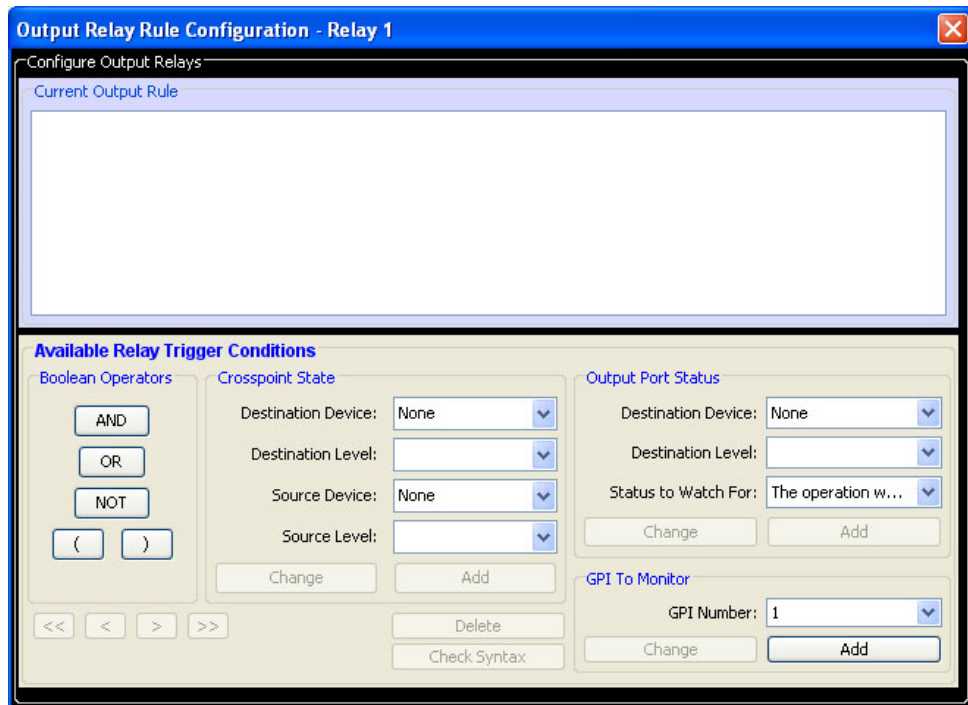 Output Relay Rule Configuration - Relay 1
Configure Output Relays
Current Output Rule
Available Relay Trigger Conditions
Boolean Operators
AND
OR
NOT
( )
Crosspoint State
Destination Device: None
Destination Level:
Source Device: None
Source Level:
Change Add
Output Port Status
Destination Device: None
Destination Level:
Status to Watch For: The operation w...
Change Add
GPI To Monitor
GPI Number: 1
Change Add
<< < > >>
Delete
Check Syntax